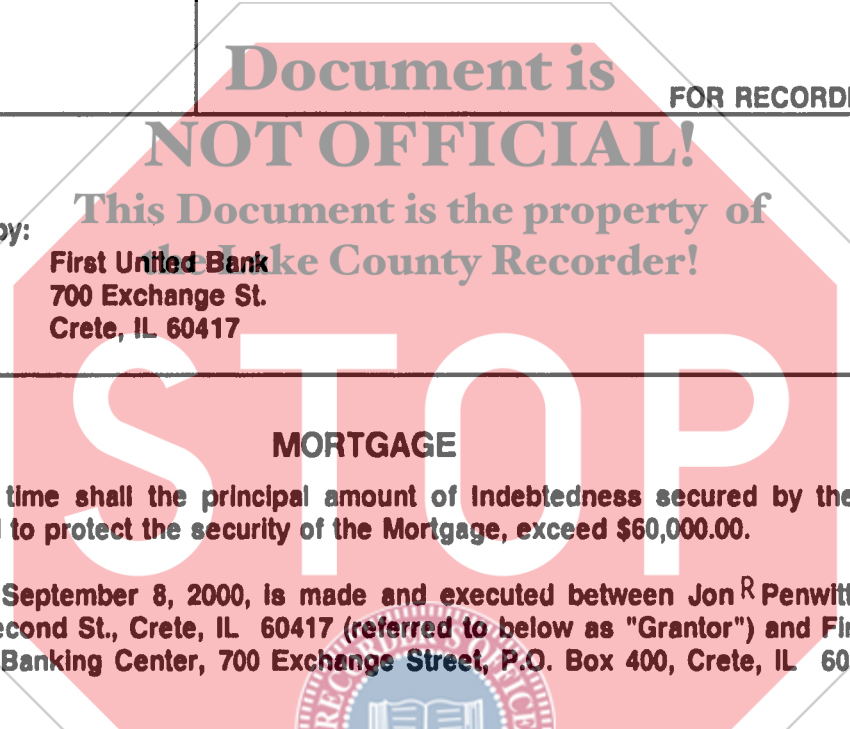 Document is
FOR RECORD
NOT OFFICIAL!
This Document is the property of
by:
the Lake County Recorder!
First United Bank
700 Exchange St.
Crete, IL 60417
STOP
MORTGAGE
time shall the principal amount of Indebtedness secured by the
to protect the security of the Mortgage, exceed $60,000.00.
September 8, 2000, is made and executed between Jon R Penwitt
econd St., Crete, IL 60417 (referred to below as "Grantor") and Fi
Banking Center, 700 Exchange Street, P.O. Box 400, Crete, IL 60
RECORDER'S OFFICE